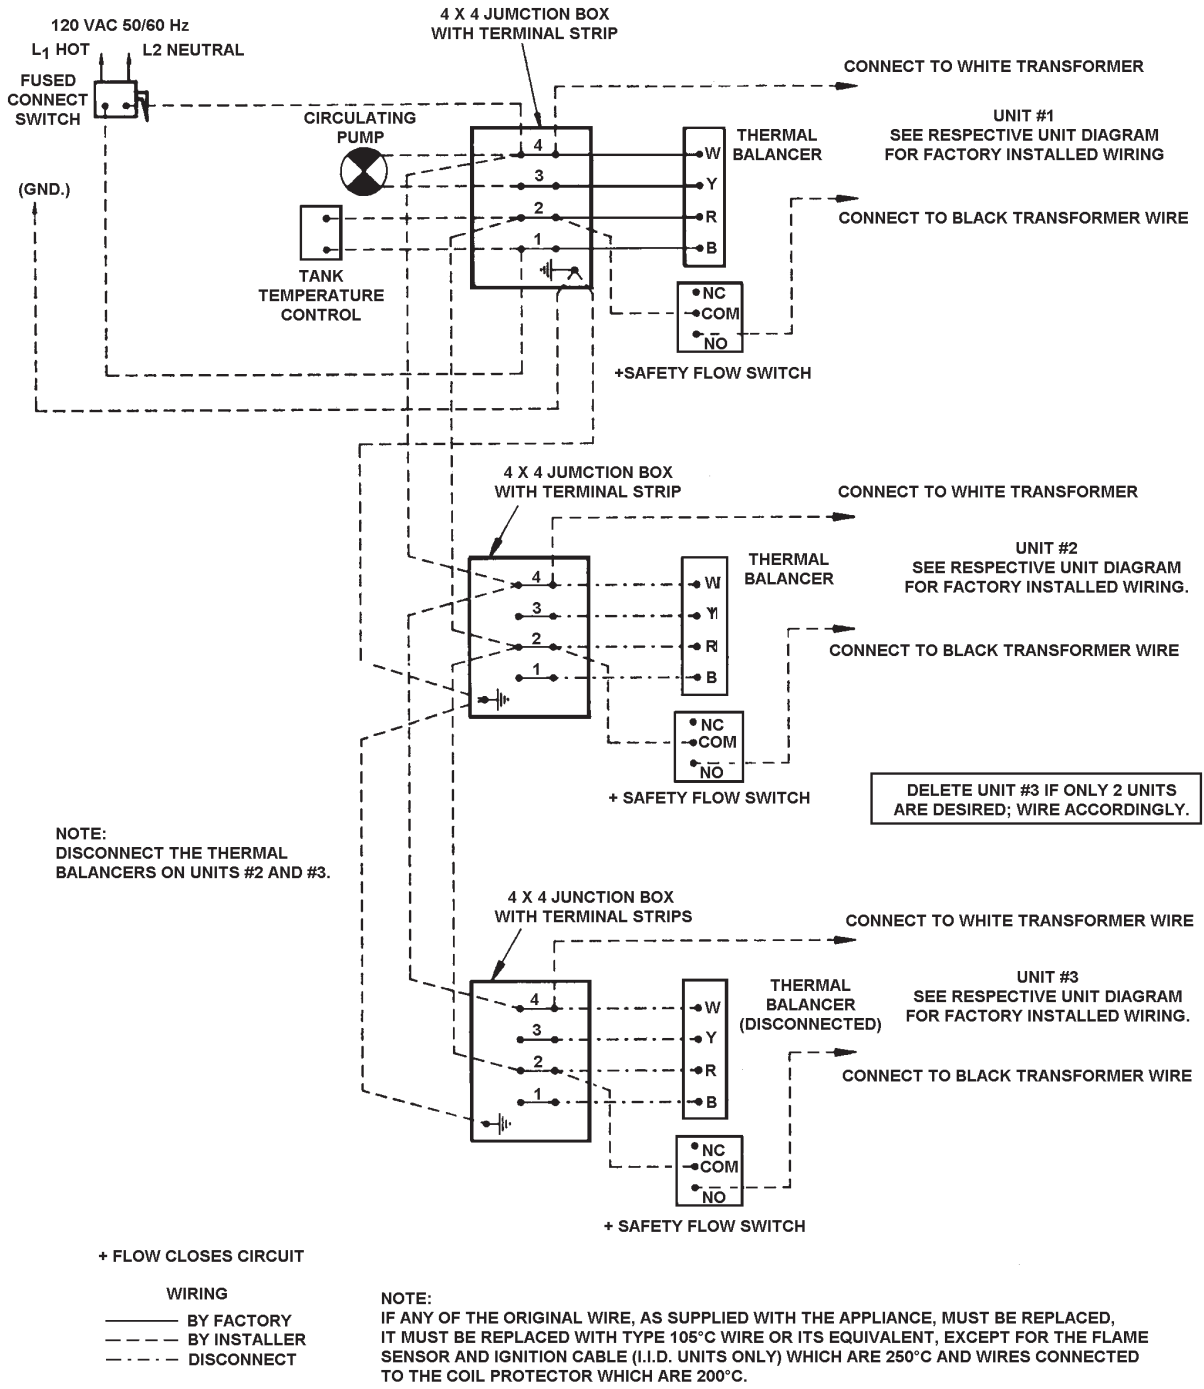 120 VAC 50/60 Hz
L1 HOT
L2 NEUTRAL
FUSED
CONNECT
SWITCH
(GND.)
4 X 4 JUMCTION BOX
WITH TERMINAL STRIP
CIRCULATING
PUMP
TANK
TEMPERATURE
CONTROL
4
3
2
1
W
Y
R
B
THERMAL
BALANCER
NC
COM
NO
+SAFETY FLOW SWITCH
CONNECT TO WHITE TRANSFORMER
UNIT #1
SEE RESPECTIVE UNIT DIAGRAM
FOR FACTORY INSTALLED WIRING
CONNECT TO BLACK TRANSFORMER WIRE
4 X 4 JUMCTION BOX
WITH TERMINAL STRIP
4
3
2
1
W
Y
R
B
THERMAL
BALANCER
NC
COM
NO
+ SAFETY FLOW SWITCH
CONNECT TO WHITE TRANSFORMER
UNIT #2
SEE RESPECTIVE UNIT DIAGRAM
FOR FACTORY INSTALLED WIRING.
CONNECT TO BLACK TRANSFORMER WIRE
DELETE UNIT #3 IF ONLY 2 UNITS
ARE DESIRED; WIRE ACCORDINGLY.
NOTE:
DISCONNECT THE THERMAL
BALANCERS ON UNITS #2 AND #3.
4 X 4 JUNCTION BOX
WITH TERMINAL STRIPS
4
3
2
1
W
Y
R
B
THERMAL
BALANCER
(DISCONNECTED)
NC
COM
NO
+ SAFETY FLOW SWITCH
CONNECT TO WHITE TRANSFORMER WIRE
UNIT #3
SEE RESPECTIVE UNIT DIAGRAM
FOR FACTORY INSTALLED WIRING.
CONNECT TO BLACK TRANSFORMER WIRE
+ FLOW CLOSES CIRCUIT
WIRING
BY FACTORY
BY INSTALLER
DISCONNECT
NOTE:
IF ANY OF THE ORIGINAL WIRE, AS SUPPLIED WITH THE APPLIANCE, MUST BE REPLACED,
IT MUST BE REPLACED WITH TYPE 105°C WIRE OR ITS EQUIVALENT, EXCEPT FOR THE FLAME
SENSOR AND IGNITION CABLE (I.I.D. UNITS ONLY) WHICH ARE 250°C AND WIRES CONNECTED
TO THE COIL PROTECTOR WHICH ARE 200°C.